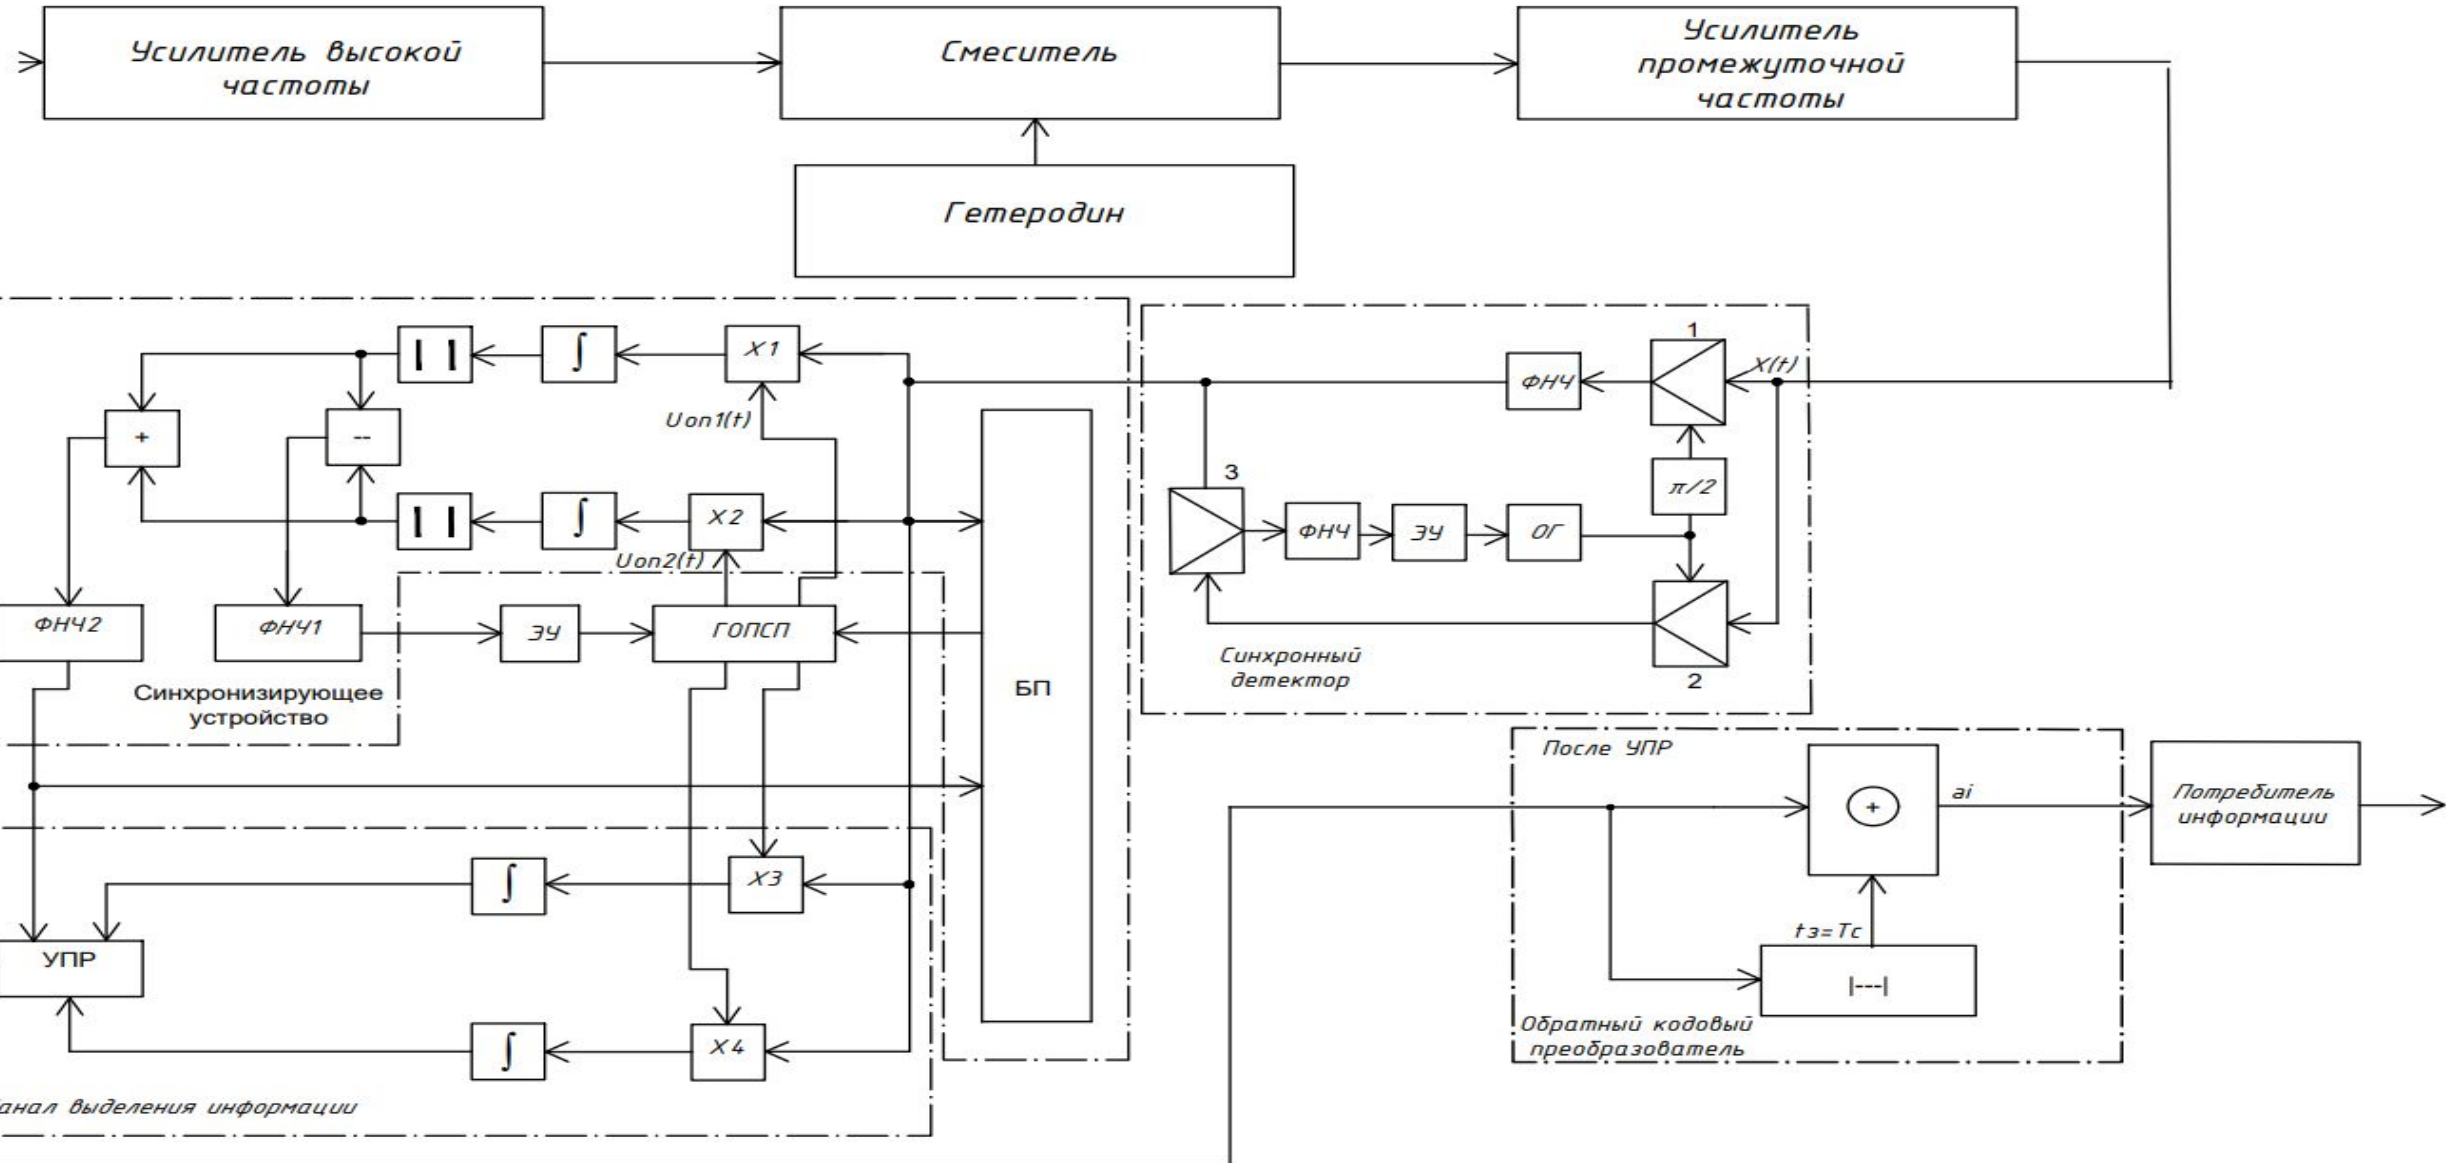 Усилитель высокой
частоты
Смеситель
Усилитель
промежуточной
частоты
Гетеродин
X1
Uоп1(t)
+
--
X2
Uоп2(t)
ФНЧ2
ФНЧ1
ЭУ
ГОПСП
Синхронизирующее
устройство
БП
1
X(t)
ФНЧ
3
π/2
ФНЧ
ЭУ
ОГ
2
Синхронный
детектор
X3
УПР
X4
анал выделения информации
После УПР
+
ai
tз=Tc
|---|
Обратный кодовый
преобразователь
Потребитель
информации